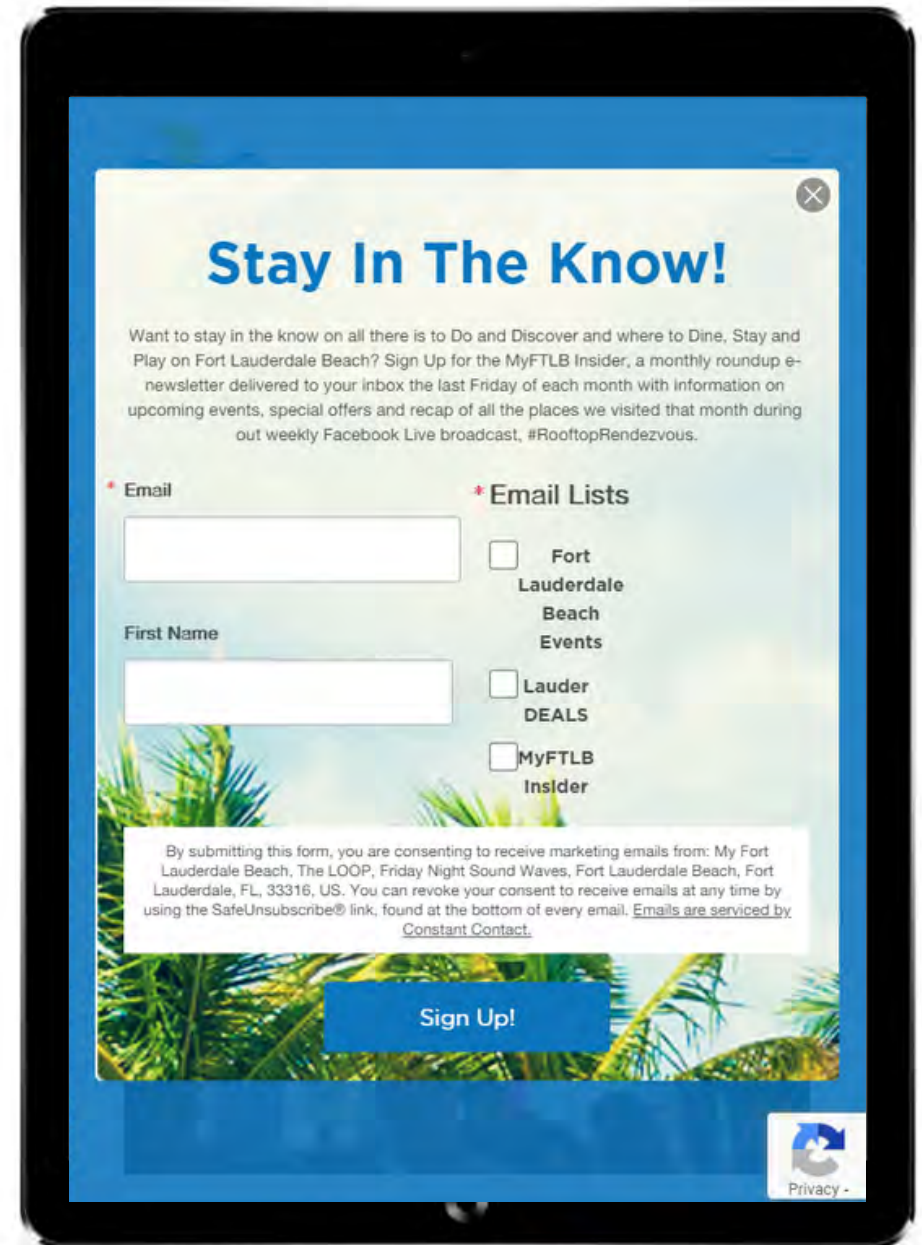 Stay In The Know!
Want to stay in the know on all there is to Do and Discover and where to Dine, Stay and
Play on Fort Lauderdale Beach? Sign Up for the MyFTLB Insider, a monthly roundup e-
newsletter delivered to your inbox the last Friday of each month with information on
upcoming events, special offers and recap of all the places we visited that month during
out weekly Facebook Live broadcast, #RooftopRendezvous.
* Email
First Name
* Email Lists
Fort
Lauderdale
Beach
Events
Lauder
DEALS
MyFTLB
Insider
By submitting this form, you are consenting to receive marketing emails from: My Fort
Lauderdale Beach, The LOOP, Friday Night Sound Waves, Fort Lauderdale Beach, Fort
Lauderdale, FL, 33316, US. You can revoke your consent to receive emails at any time by
using the SafeUnsubscribe® link, found at the bottom of every email. Emails are serviced by
Constant Contact.
Sign Up!
Privacy -